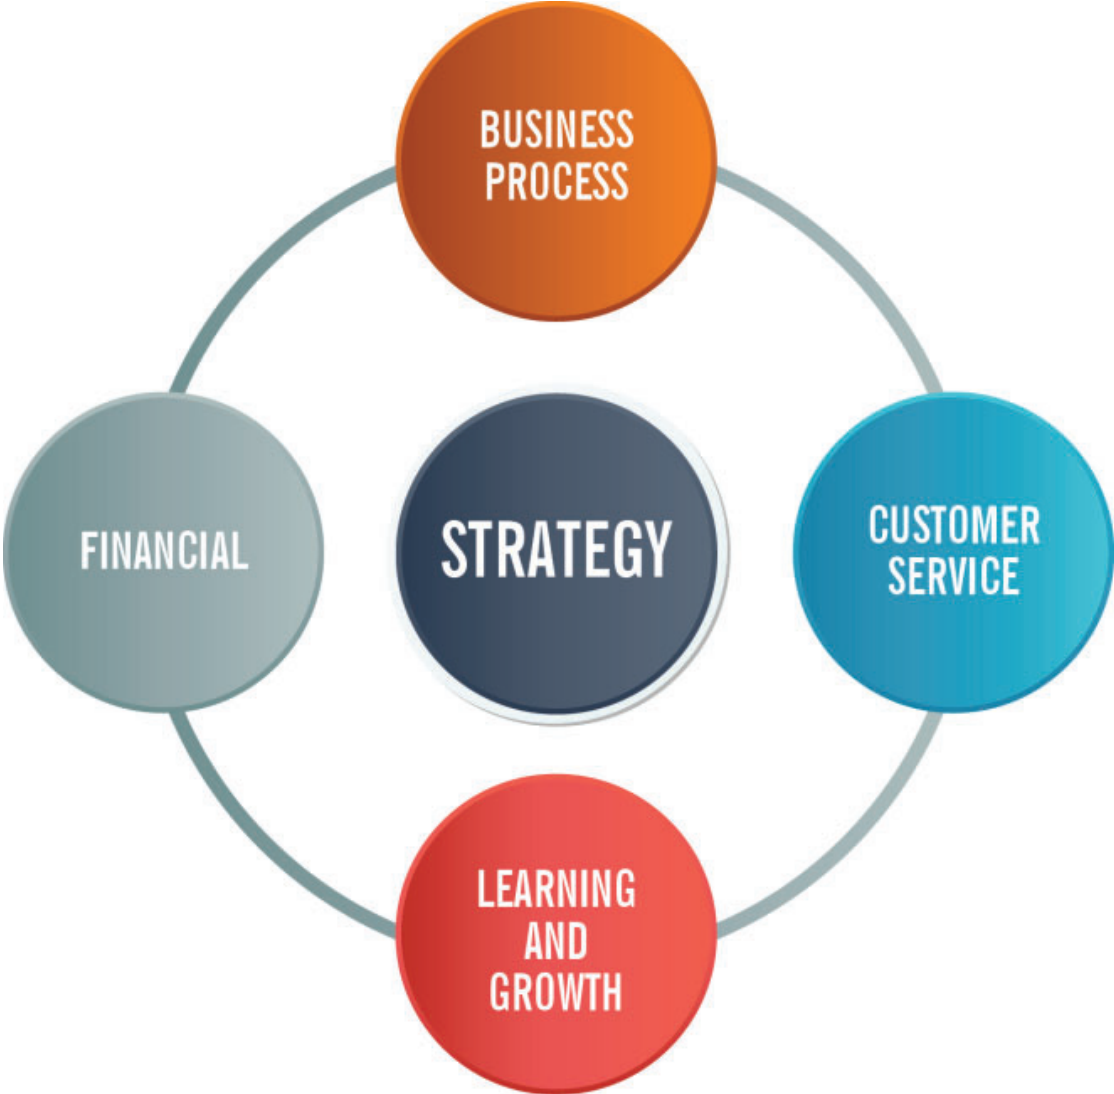 BUSINESS
PROCESS
FINANCIAL
STRATEGY
CUSTOMER
SERVICE
LEARNING
AND
GROWTH